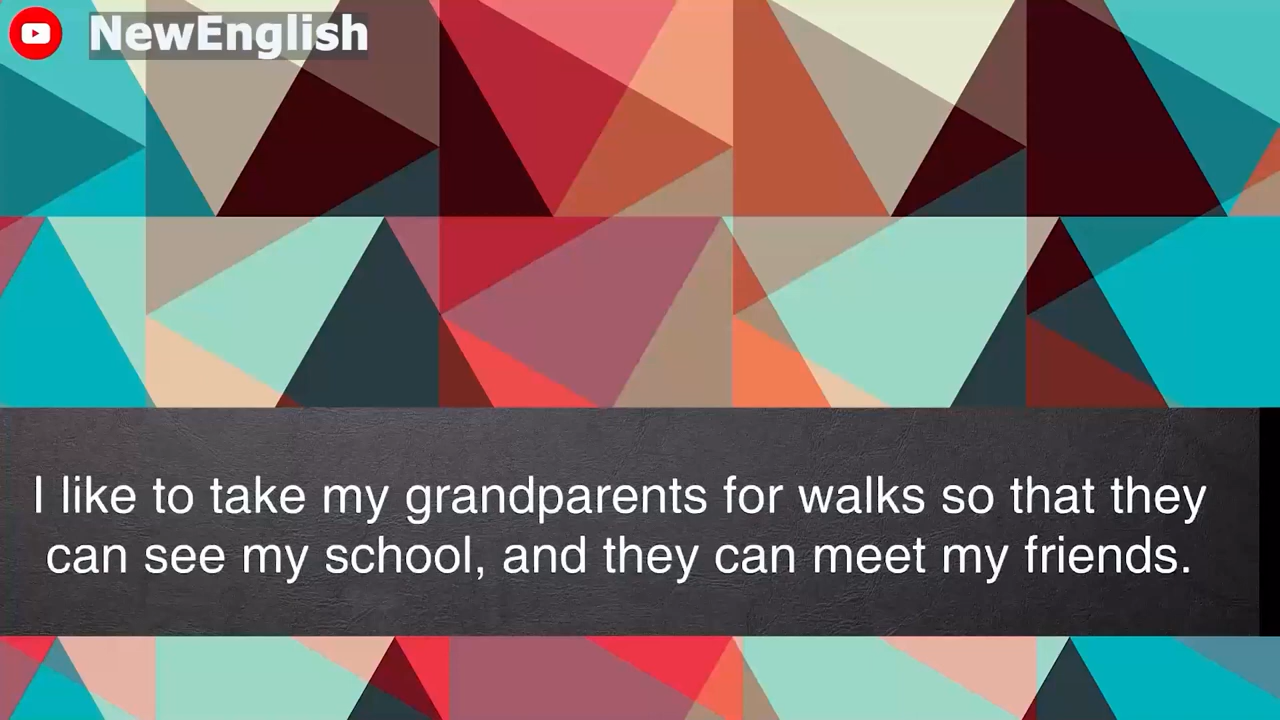 NewEnglish
I like to take my grandparents for walks so that they
can see my school, and they can meet my friends.